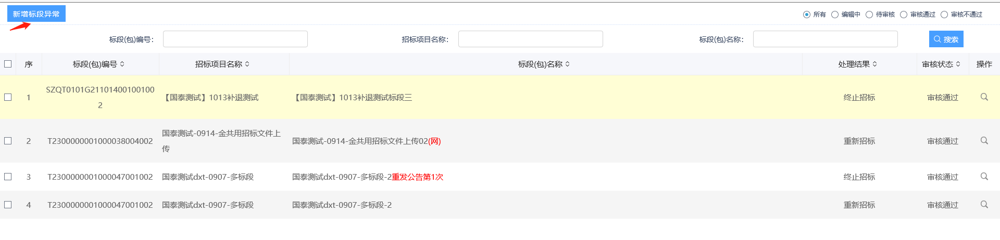 新增标段异常
所有 编辑中 待审核 审核通过 审核不通过
标段(包)编号： 招标项目名称： 标段(包)名称： 搜索
序 标段(包)编号 招标项目名称 标段(包)名称 处理结果 审核状态 操作
SZQT0101G21101400100100
1 【国泰测试】1013补退测试 【国泰测试】1013补退测试标段三 终止招标 审核通过
2
国泰测试-0914-金共用招标文件上
2 T2300000001000038004002 国泰测试-0914-金共用招标文件上传02(网) 重新招标 审核通过
传
3 T2300000001000047001002 国泰测试dxt-0907-多标段 国泰测试dxt-0907-多标段-2重发公告第1次 终止招标 审核通过
4 T2300000001000047001002 国泰测试dxt-0907-多标段 国泰测试dxt-0907-多标段-2 重新招标 审核通过